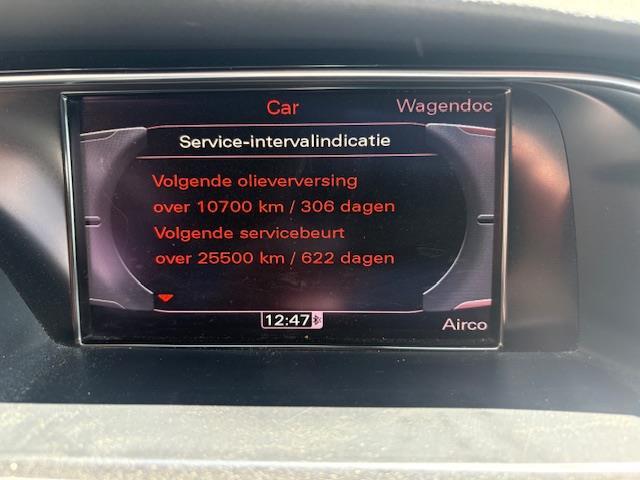 Car
Wagendoc
Service-intervalindicatie
Volgende olieverversing
over 10700 km / 306 dagen
Volgende servicebeurt
over 25500 km / 622 dagen
12:47
Airco